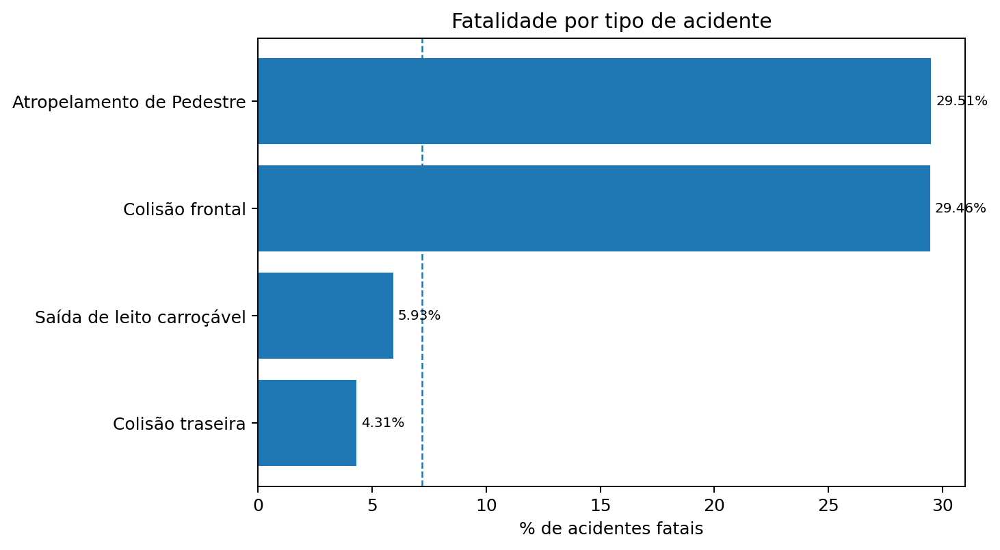 Fatalidade por tipo de acidente
Atropelamento de Pedestre
29.51%
Colisão frontal
29.46%
Saída de leito carroçável
5.93%
Colisão traseira
4.31%
0 5 10 15 20 25 30
% de acidentes fatais